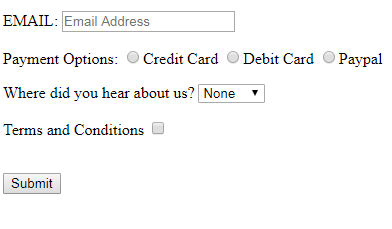 EMAIL: Email Address
Payment Options: Credit Card Debit Card Paypal
Where did you hear about us? None
Terms and Conditions
Submit